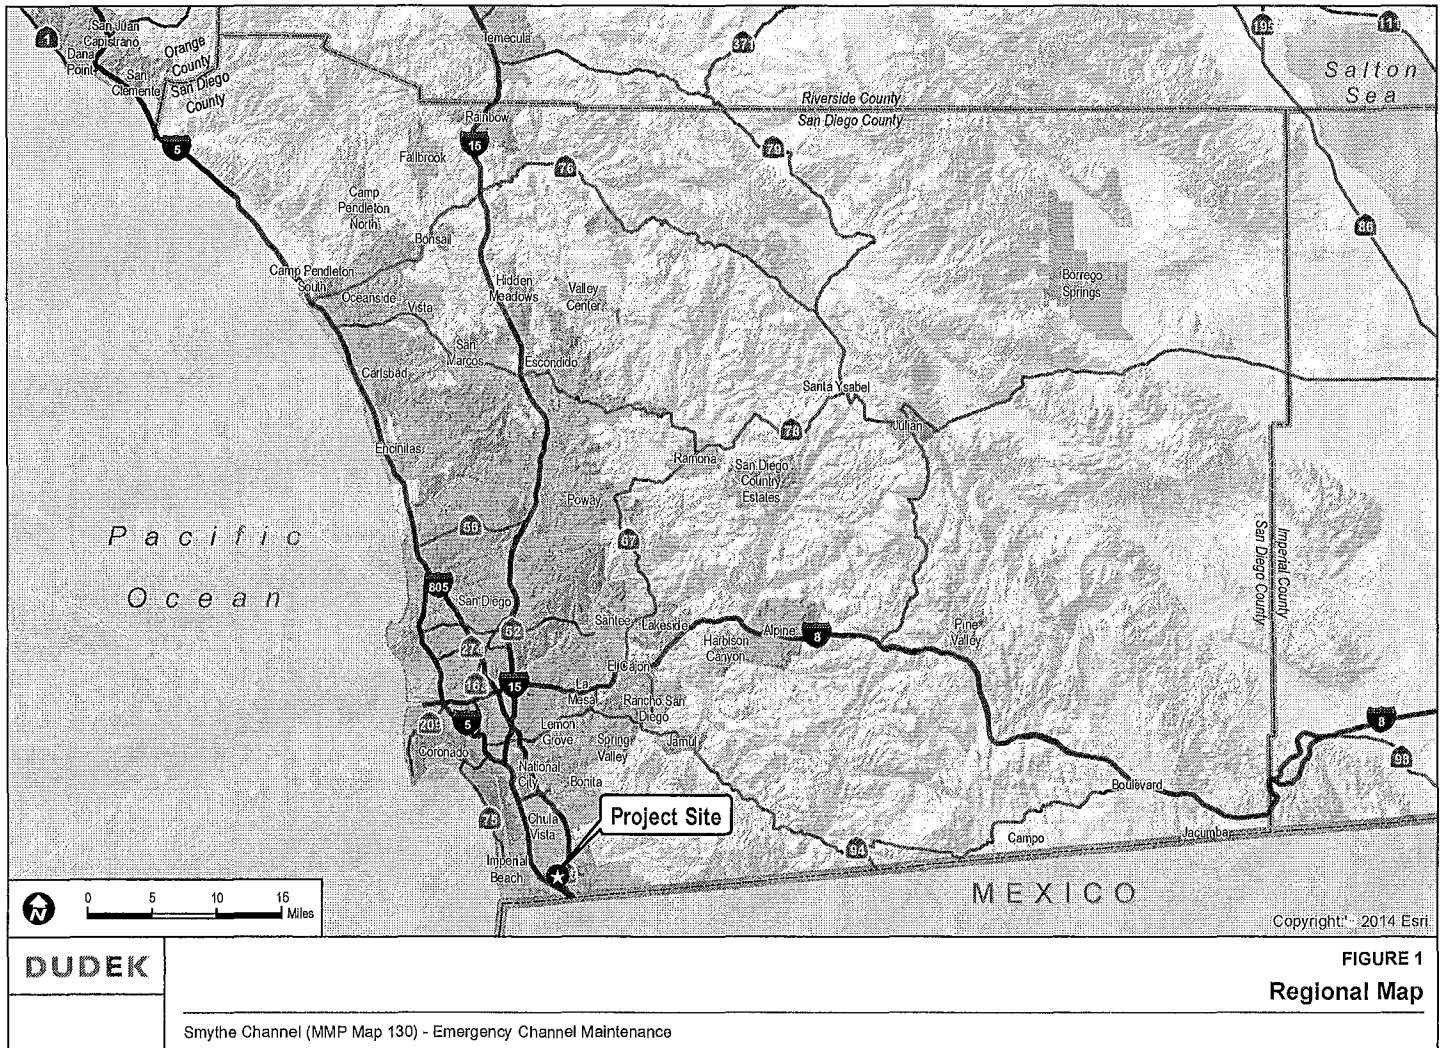 San Juan
Capistrano
1
Dana
Point
San
Clemente
Orange
County
San Diego
County
Temecula
371
111
Salton
Sea
Riverside County
San Diego County
Rainbow
15
5
79
Fallbrook
76
Camp
Pendleton
North
86
Bonsall
Camp Pendleton
South
Oceanside
Vista
Hidden
Meadows
Valley
Center
Borrego
Springs
San
Marcos
Escondido
Carlsbad
Santa Ysabel
78
Julian
Encinitas
Ramona
San Diego
Country
Estates
Poway
56
67
Pacific
Ocean
San Diego County
Imperial County
805
San Diego
52
Santee
Lakeside
Alpine
8
Harbison
Canyon
Pine
Valley
El Cajon
15
La
Mesa
Rancho San
Diego
209
5
Lemon
Grove
Spring
Valley
Jamul
Coronado
8
98
National
City
Bonita
Boulevard
75
Chula
Vista
Project Site
Campo
Jacumba
94
Imperial
Beach
MEXICO
N
0 5 10 15
Miles
Copyright: 2014 Esri
DUDEK
FIGURE 1
Regional Map
Smythe Channel (MMP Map 130) - Emergency Channel Maintenance